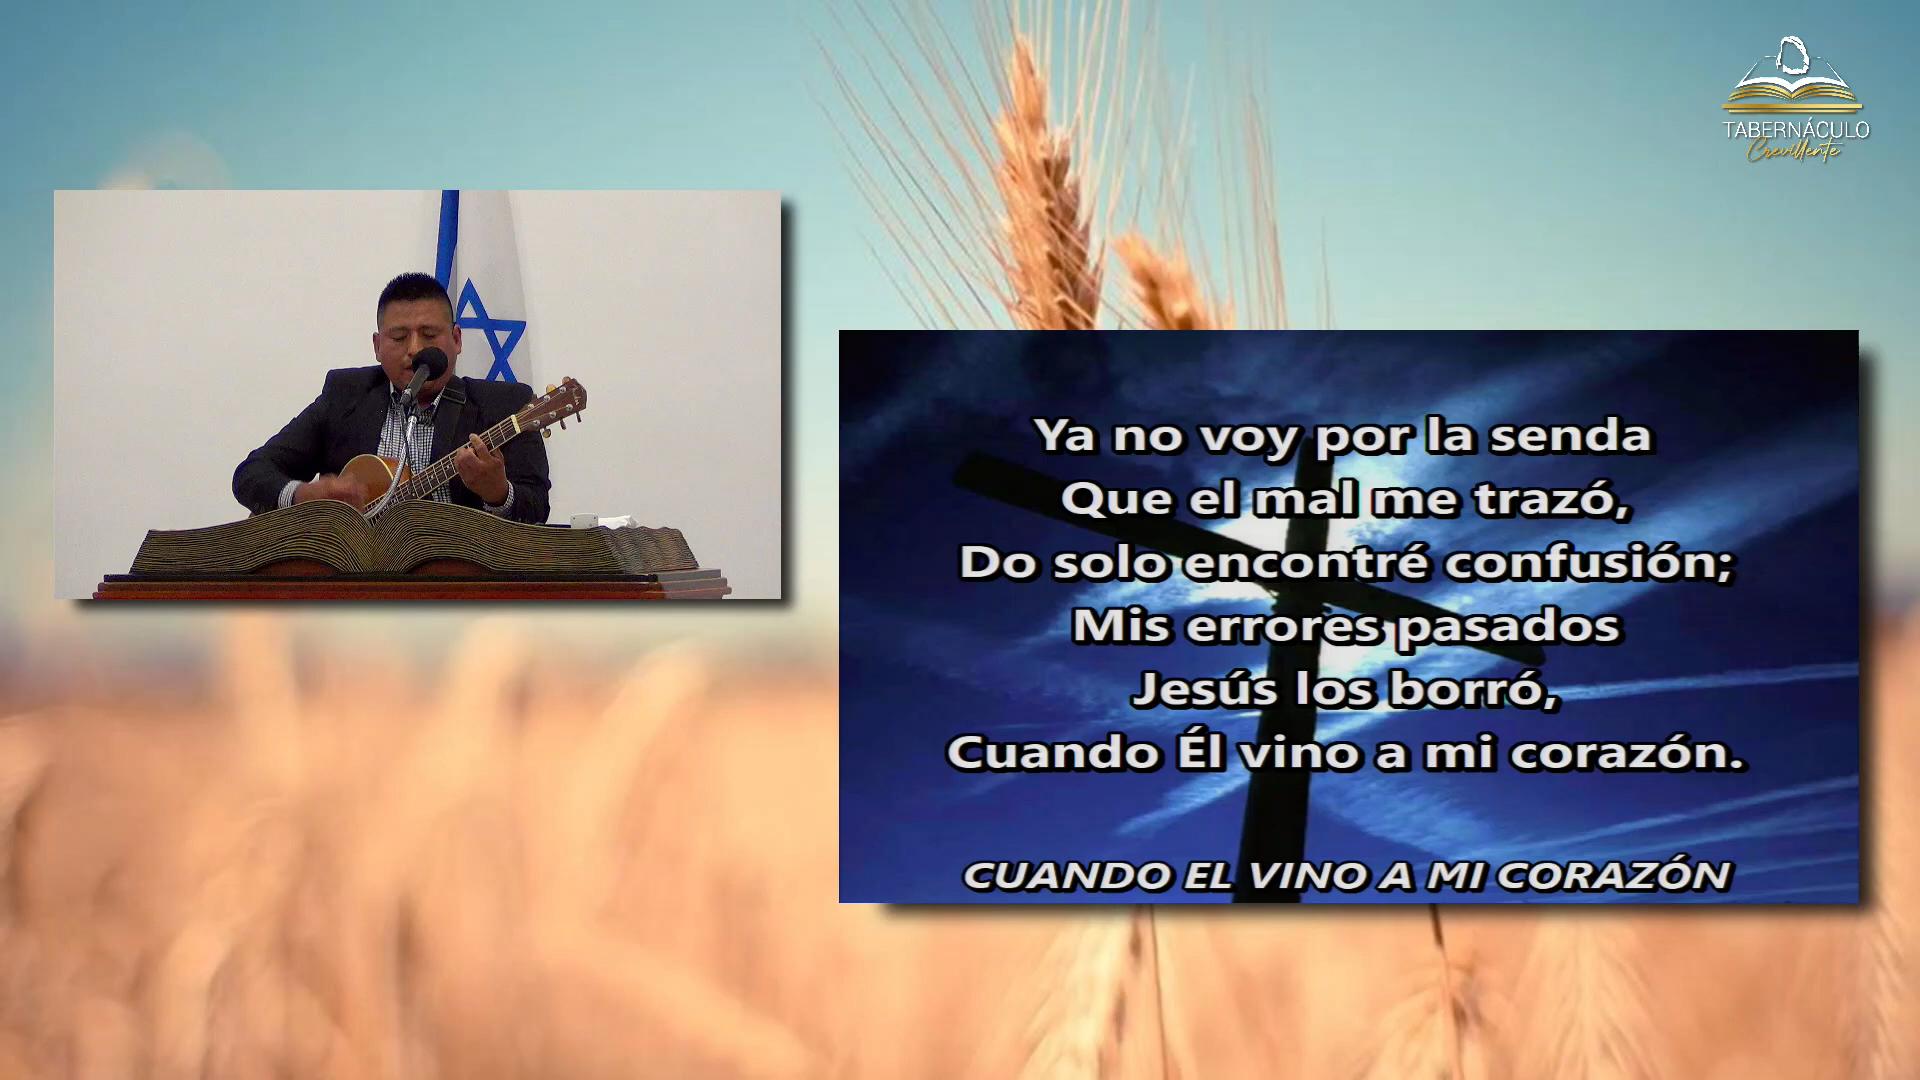 TABERNÁCULO
Crevillente
Ya no voy por la senda
Que el mal me trazó,
Do solo encontré confusión;
Mis errores pasados
Jesús los borró,
Cuando Él vino a mi corazón.
CUANDO EL VINO A MI CORAZÓN